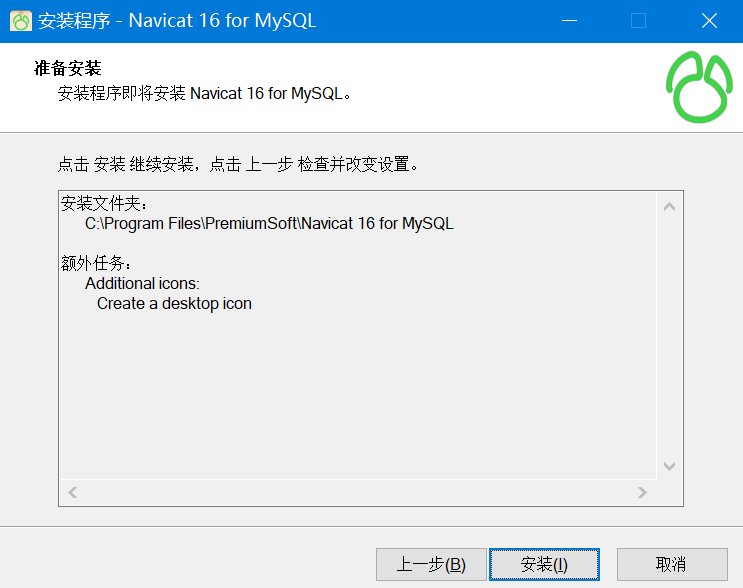 安装程序 - Navicat 16 for MySQL
准备安装
安装程序即将安装 Navicat 16 for MySQL。
点击 安装 继续安装，点击 上一步 检查并改变设置。
安装文件夹：
C:\Program Files\PremiumSoft\Navicat 16 for MySQL
额外任务：
Additional icons:
Create a desktop icon
上一步(B) 安装(I) 取消